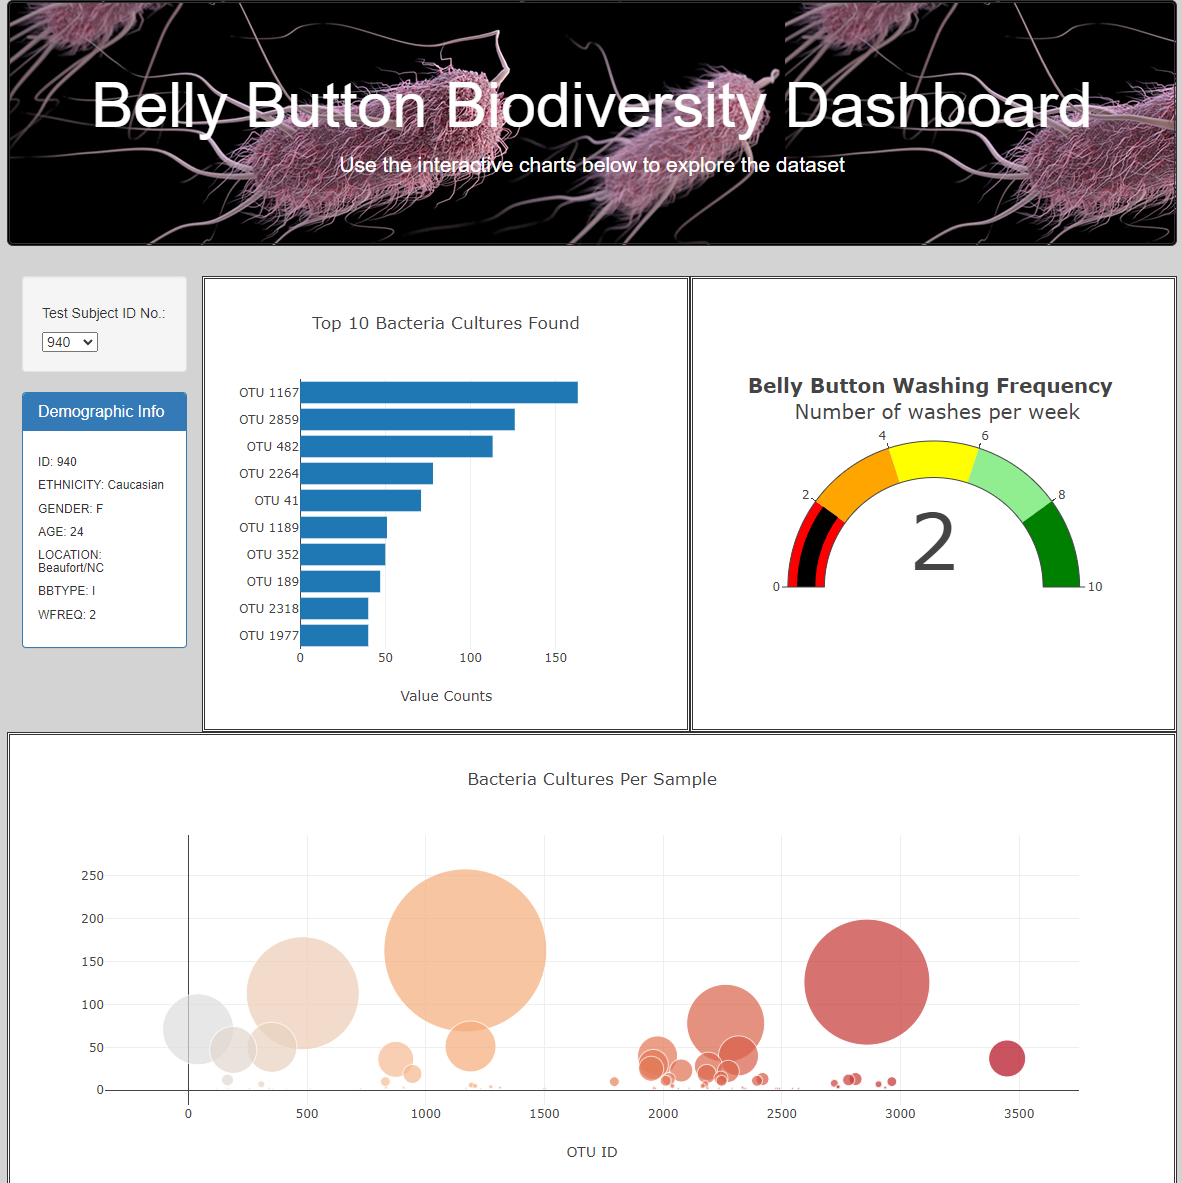 Belly Button Biodiversity Dashboard
Use the interactive charts below to explore the dataset
Test Subject ID No.:
940
Demographic Info
ID: 940
ETHNICITY: Caucasian
GENDER: F
AGE: 24
LOCATION:
Beaufort/NC
BBTYPE: I
WFREQ: 2
Top 10 Bacteria Cultures Found
OTU 1167
OTU 2859
OTU 482
OTU 2264
OTU 41
OTU 1189
OTU 352
OTU 189
OTU 2318
OTU 1977
0 50 100 150
Value Counts
Belly Button Washing Frequency
Number of washes per week
4 6
2 8
2
0 10
Bacteria Cultures Per Sample
250
200
150
100
50
0
0 500 1000 1500 2000 2500 3000 3500
OTU ID